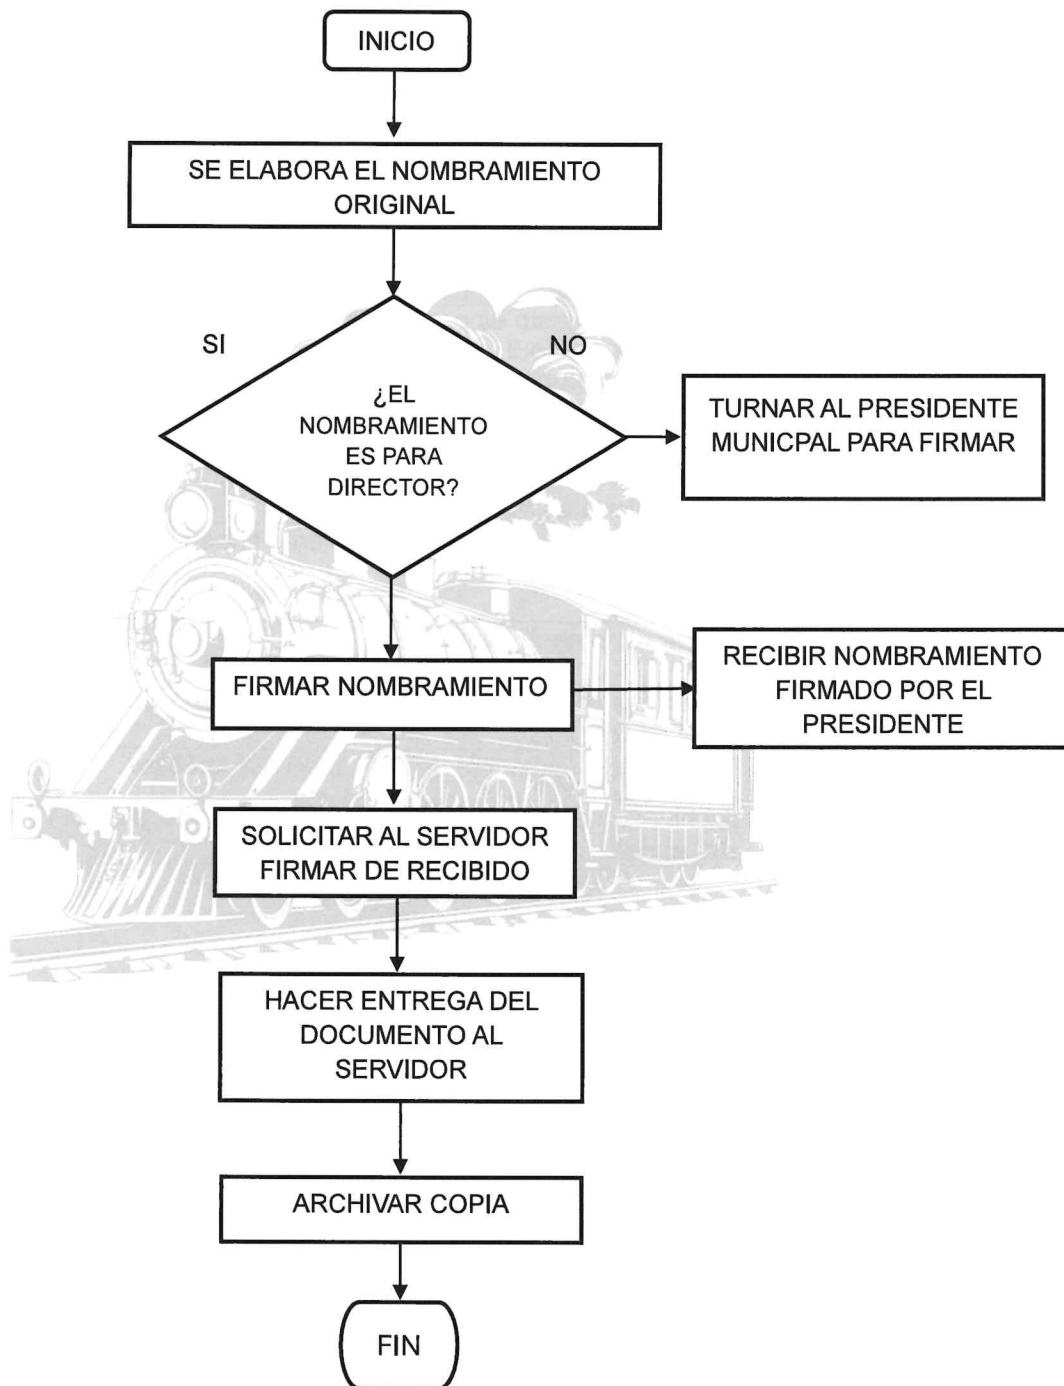 INICIO
SE ELABORA EL NOMBRAMIENTO
ORIGINAL
SI
NO
¿EL
NOMBRAMIENTO
ES PARA
DIRECTOR?
TURNAR AL PRESIDENTE
MUNICPAL PARA FIRMAR
FIRMAR NOMBRAMIENTO
RECIBIR NOMBRAMIENTO
FIRMADO POR EL
PRESIDENTE
SOLICITAR AL SERVIDOR
FIRMAR DE RECIBIDO
HACER ENTREGA DEL
DOCUMENTO AL
SERVIDOR
ARCHIVAR COPIA
FIN